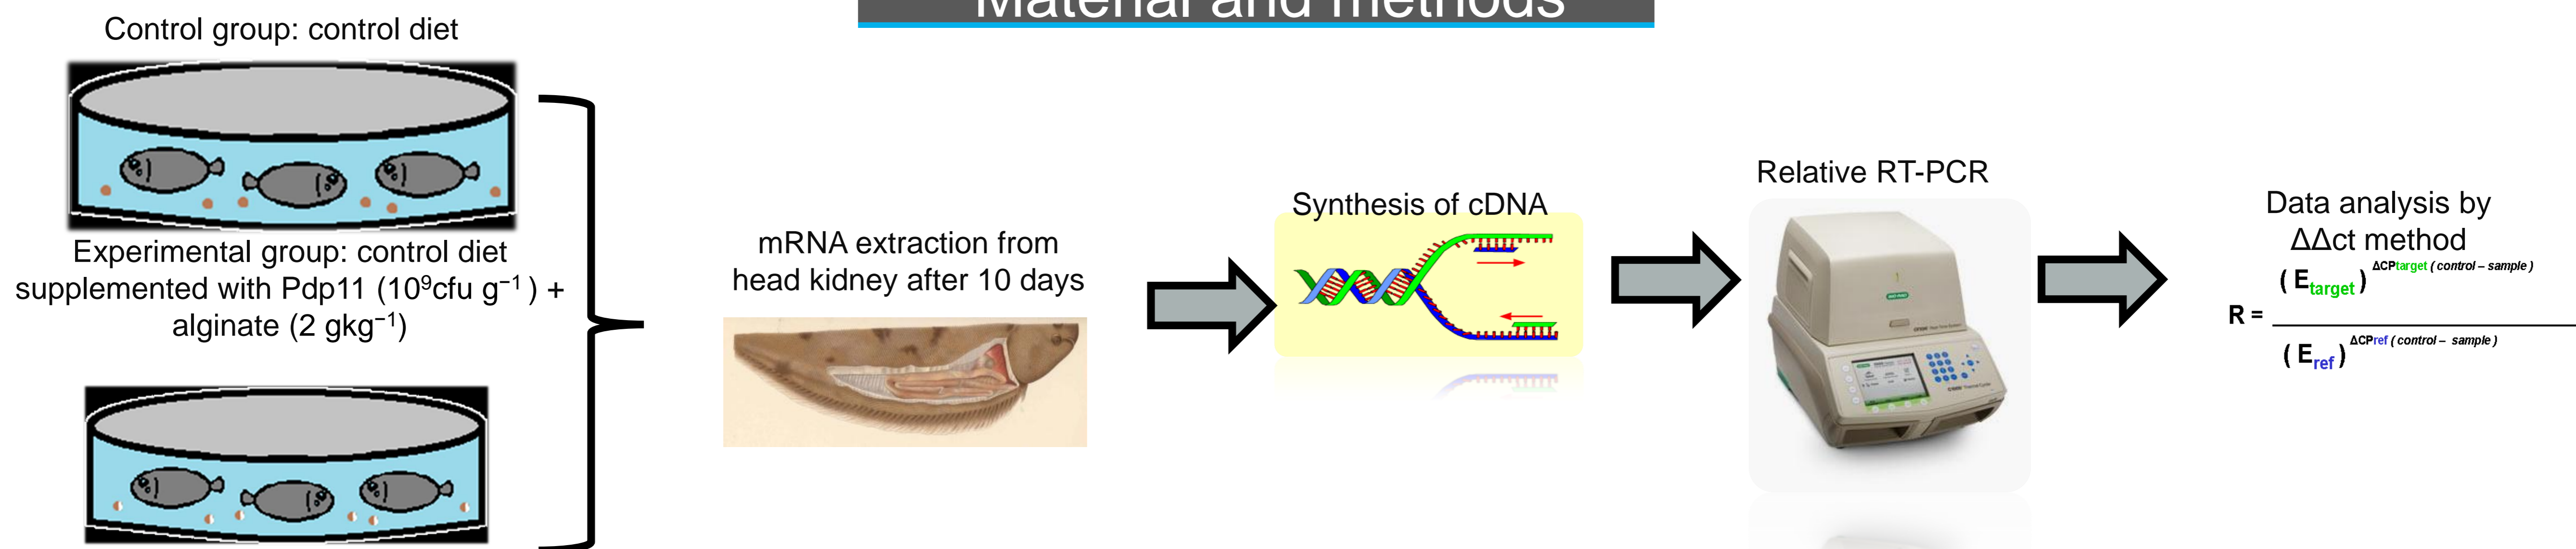 Material and methods
Control group: control diet
Experimental group: control diet
supplemented with Pdp11 (10⁹cfu g⁻¹ ) +
alginate (2 gkg⁻¹)
mRNA extraction from
head kidney after 10 days
Synthesis of cDNA
Relative RT-PCR
BIO-RAD
Data analysis by
ΔΔct method
R =
( E_target ) ΔCPtarget ( control – sample )
( E_ref ) ΔCPref ( control – sample )